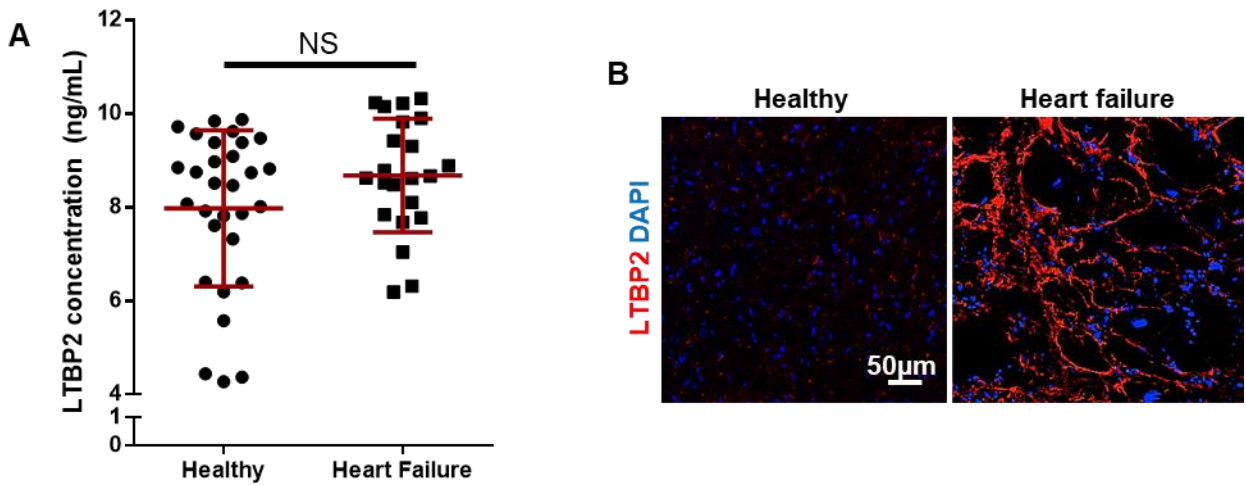 A
LTBP2 concentration (ng/mL)
12
10
8
6
4
1
0
NS
Healthy
Heart Failure
B
Healthy
Heart failure
LTBP2 DAPI
50µm